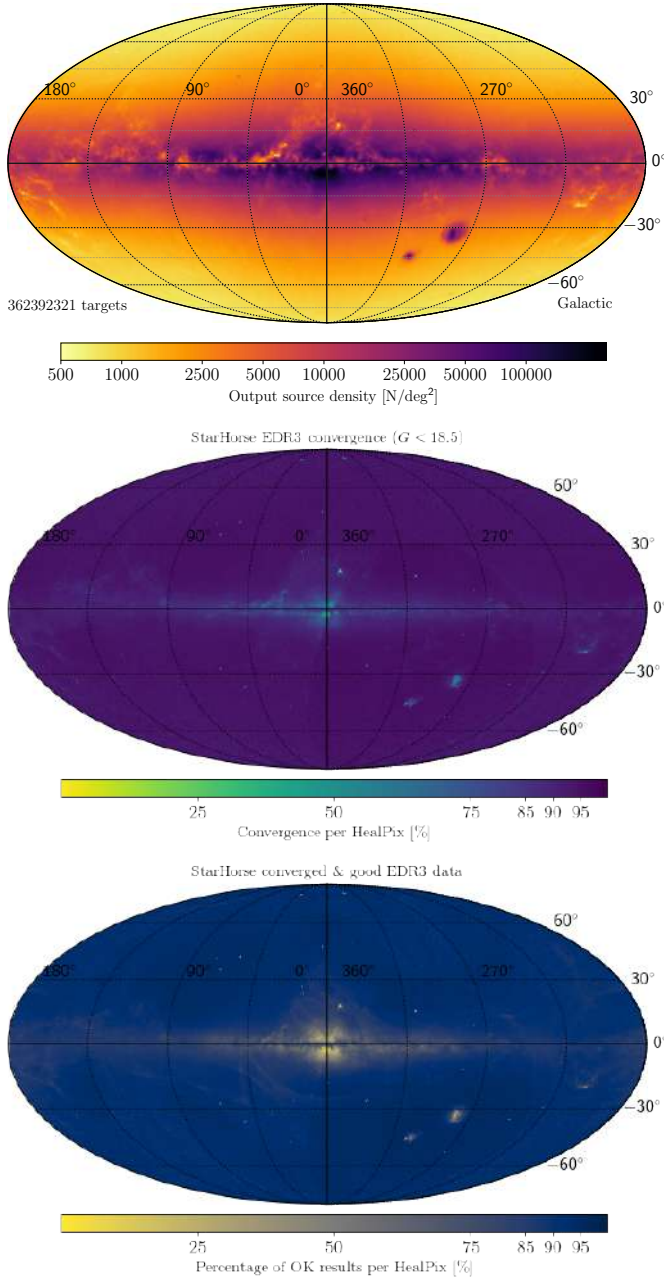 180° 90° 0° 360° 270° 30°
0°
−30°
−60°
362392321 targets Galactic
500 1000 2500 5000 10000 25000 50000 100000
Output source density [N/deg²]
StarHorse EDR3 convergence (G < 18.5)
60°
180° 90° 0° 360° 270° 30°
0°
−30°
−60°
25 50 75 85 90 95
Convergence per HealPix [%]
StarHorse converged & good EDR3 data
60°
180° 90° 0° 360° 270° 30°
0°
−30°
−60°
25 50 75 85 90 95
Percentage of OK results per HealPix [%]